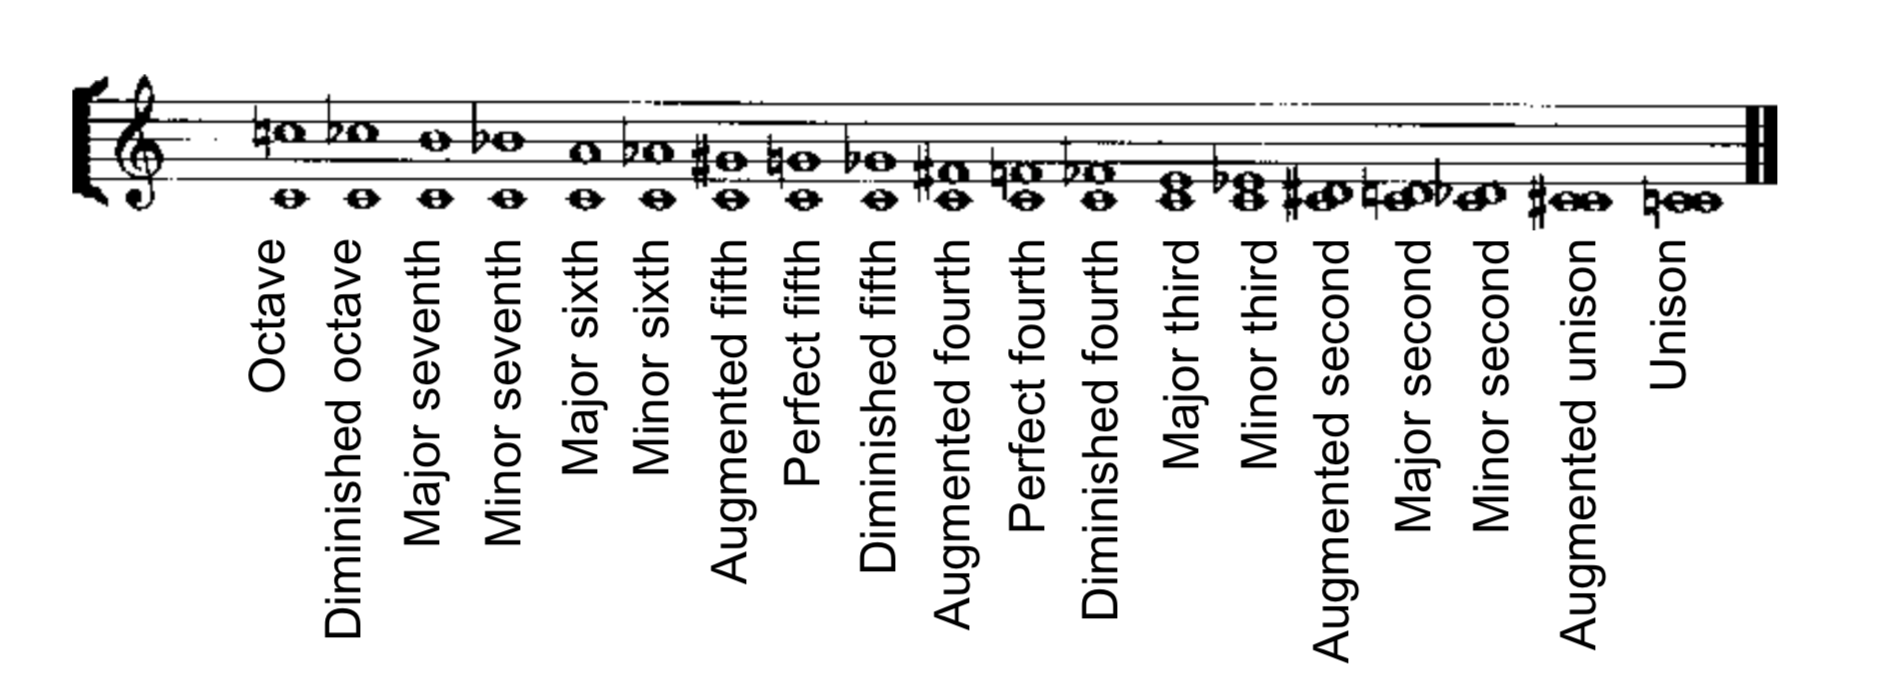 Octave
Diminished octave
Major seventh
Minor seventh
Major sixth
Minor sixth
Augmented fifth
Perfect fifth
Diminished fifth
Augmented fourth
Perfect fourth
Diminished fourth
Major third
Minor third
Augmented second
Major second
Minor second
Augmented unison
Unison